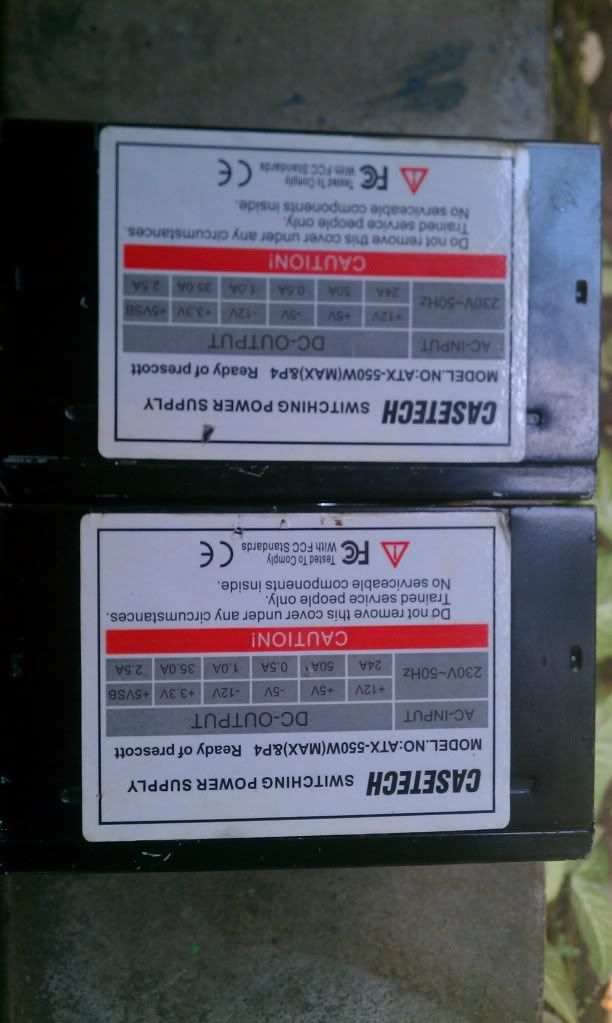 CASETECH SWITCHING POWER SUPPLY
MODEL.NO:ATX-550W(MAX)&P4 Ready of prescott
AC-INPUT DC-OUTPUT
230V~50Hz +12V +5V -5V -12V +3.3V +5VSB
24A 50A 0.5A 1.0A 35.0A 2.5A
CAUTION!
Do not remove this cover under any circumstances.
Trained service people only.
No serviceable components inside.
FC Tested To Comply CE
With FCC Standards
CASETECH SWITCHING POWER SUPPLY
MODEL.NO:ATX-550W(MAX)&P4 Ready of prescott
AC-INPUT DC-OUTPUT
230V~50Hz +12V +5V -5V -12V +3.3V +5VSB
24A 50A 0.5A 1.0A 35.0A 2.5A
CAUTION!
Do not remove this cover under any circumstances.
Trained service people only.
No serviceable components inside.
FC Tested To Comply CE
With FCC Standards